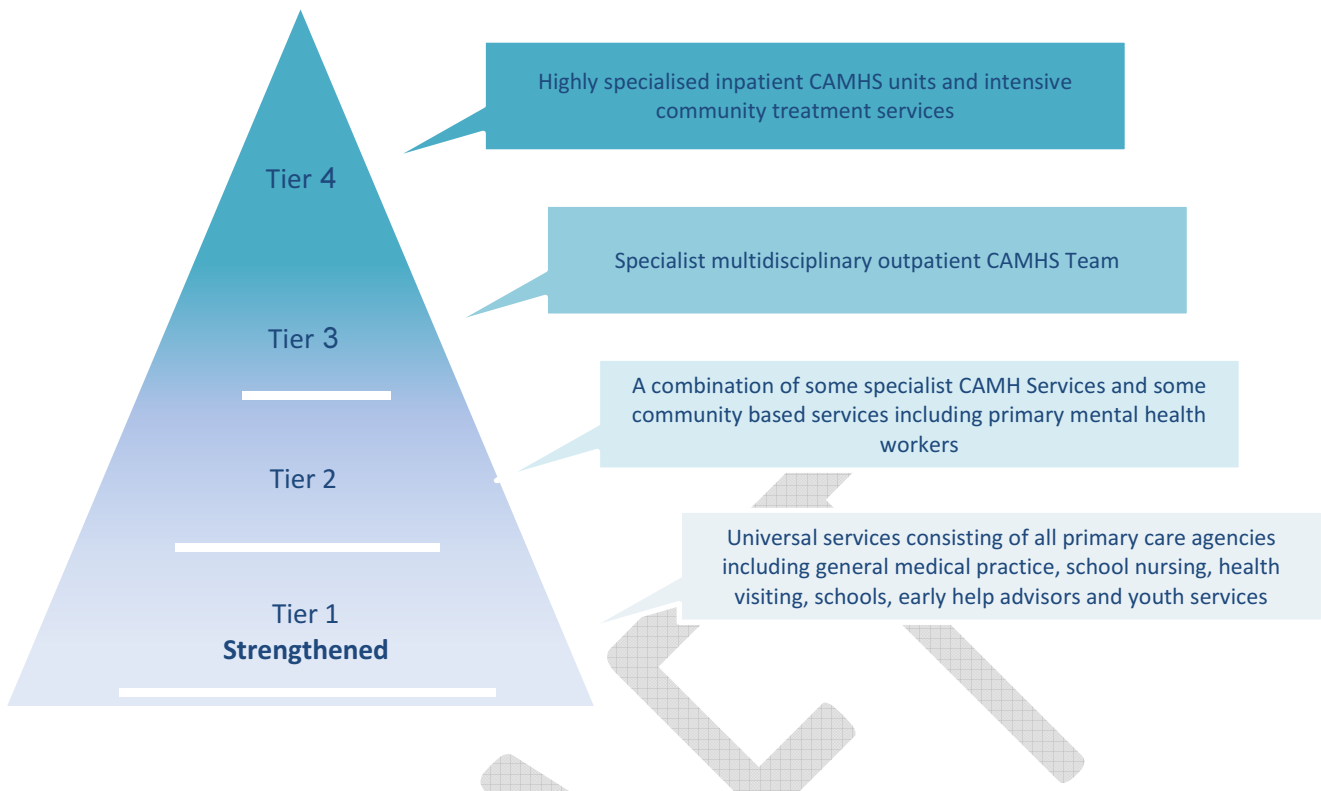 Highly specialised inpatient CAMHS units and intensive
community treatment services
Tier 4
Specialist multidisciplinary outpatient CAMHS Team
Tier 3
A combination of some specialist CAMH Services and some
community based services including primary mental health
workers
Tier 2
Universal services consisting of all primary care agencies
including general medical practice, school nursing, health
visiting, schools, early help advisors and youth services
Tier 1
Strengthened